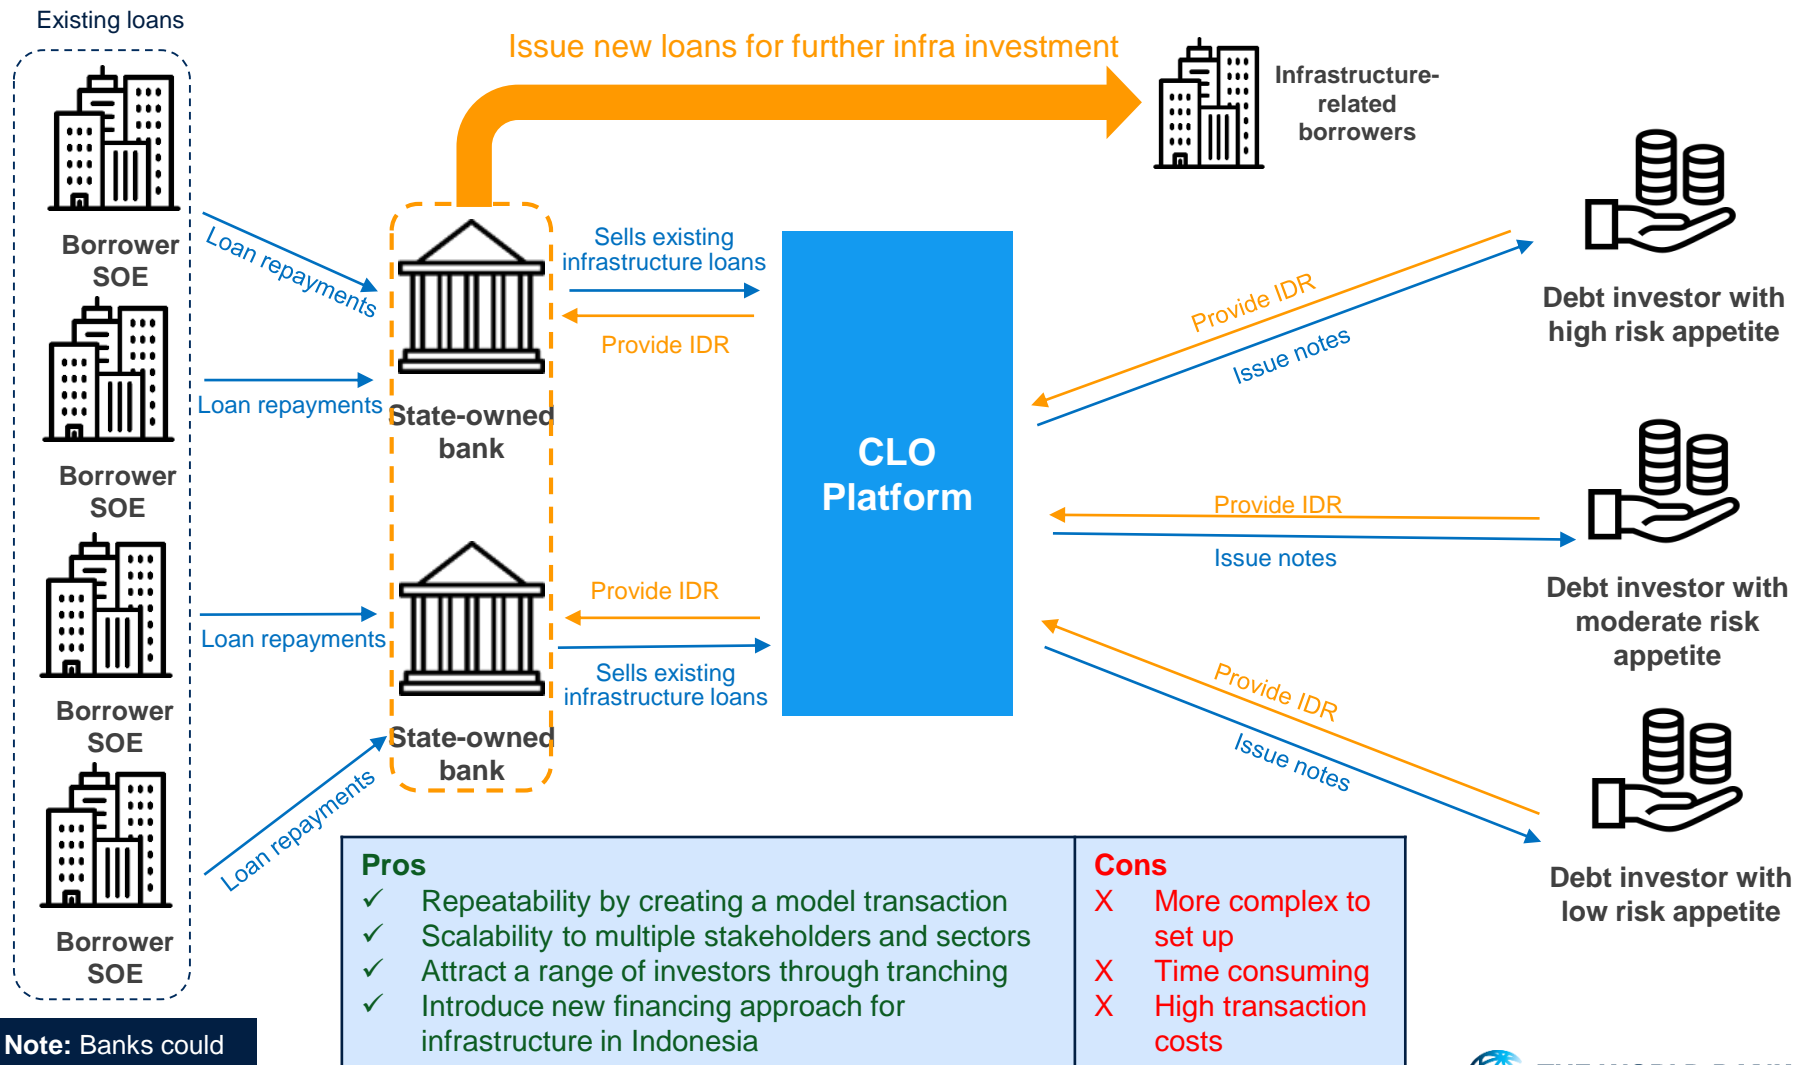 Existing loans
Issue new loans for further infra investment
Infrastructure-
related
borrowers
Borrower
SOE
Loan repayments
Sells existing
infrastructure loans
Provide IDR
State-owned
bank
Borrower
SOE
Loan repayments
CLO
Platform
Provide IDR
Issue notes
Debt investor with
high risk appetite
Provide IDR
Issue notes
Debt investor with
moderate risk
appetite
Borrower
SOE
Loan repayments
Provide IDR
Sells existing
infrastructure loans
State-owned
bank
Provide IDR
Issue notes
Debt investor with
low risk appetite
Borrower
SOE
Loan repayments
Pros
✓ Repeatability by creating a model transaction
✓ Scalability to multiple stakeholders and sectors
✓ Attract a range of investors through tranching
✓ Introduce new financing approach for
infrastructure in Indonesia
Cons
X More complex to
set up
X Time consuming
X High transaction
costs
Note: Banks could
THE WORLD BANK